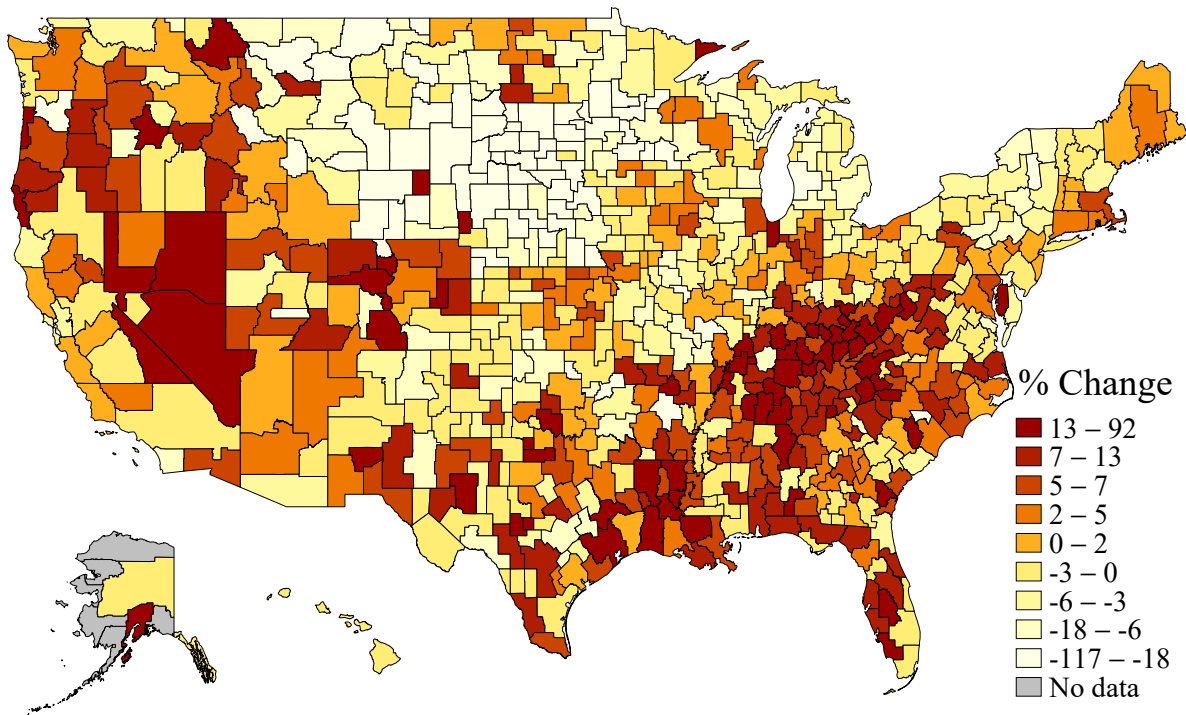 % Change
13 – 92
7 – 13
5 – 7
2 – 5
0 – 2
-3 – 0
-6 – -3
-18 – -6
-117 – -18
No data